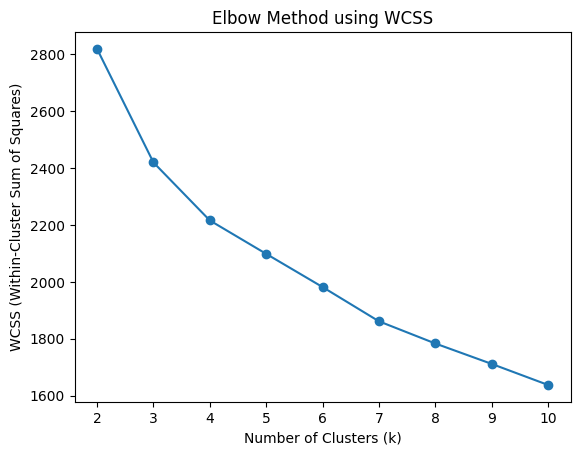 Elbow Method using WCSS
WCSS (Within-Cluster Sum of Squares)
2800
2600
2400
2200
2000
1800
1600
2 3 4 5 6 7 8 9 10
Number of Clusters (k)